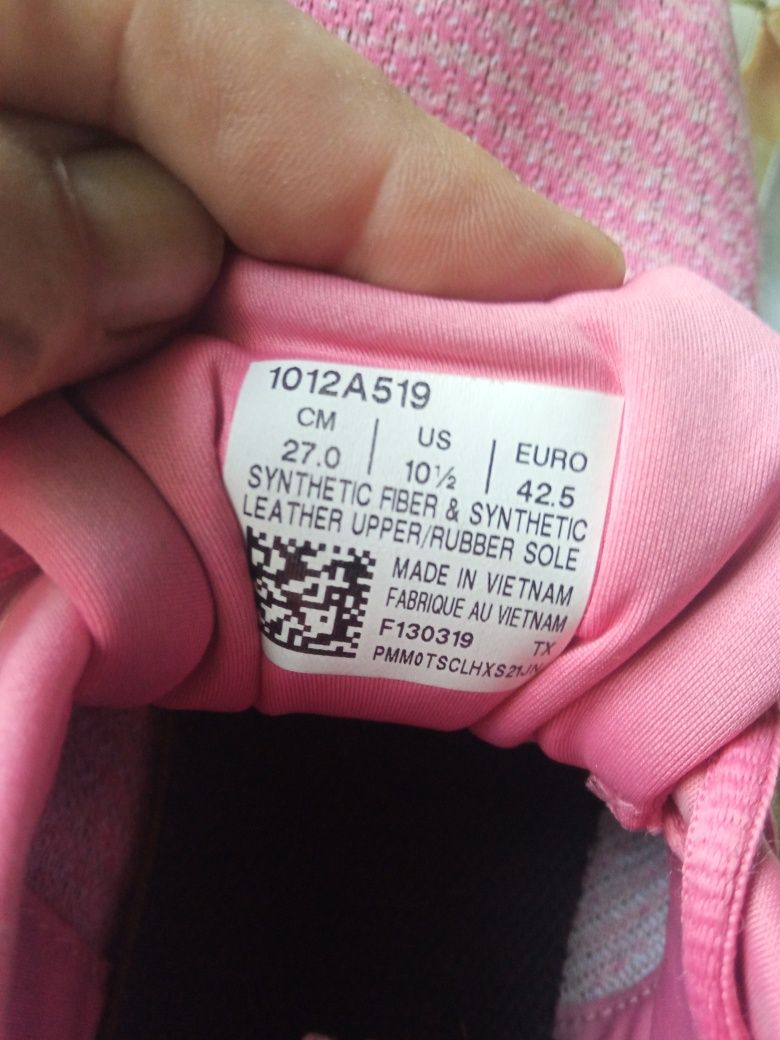 1012A519
CM | US | EURO
27.0 | 10½ | 42.5
SYNTHETIC FIBER & SYNTHETIC
LEATHER UPPER/RUBBER SOLE
MADE IN VIETNAM
FABRIQUE AU VIETNAM
F130319 TX